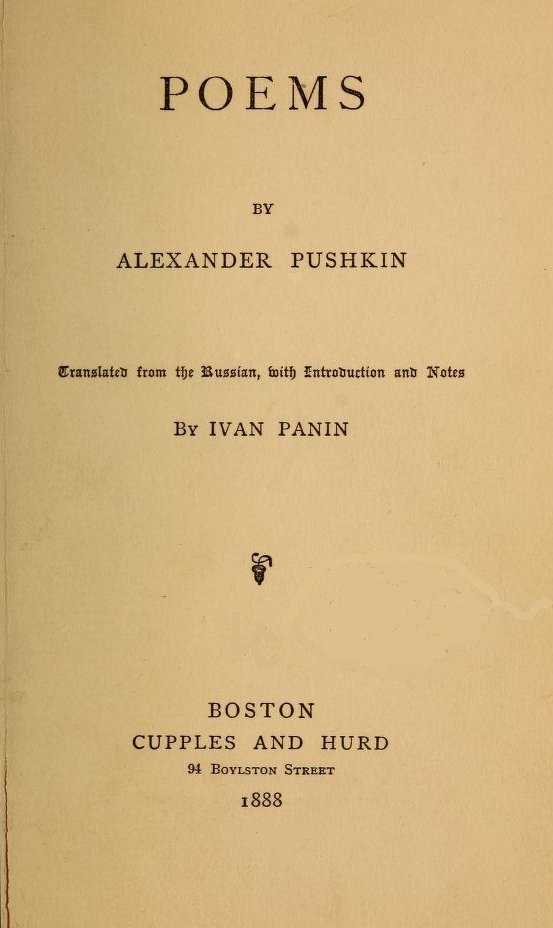 POEMS
BY
ALEXANDER PUSHKIN
Translated from the Russian, with Introduction and Notes
BY IVAN PANIN
BOSTON
CUPPLES AND HURD
94 BOYLSTON STREET
1888